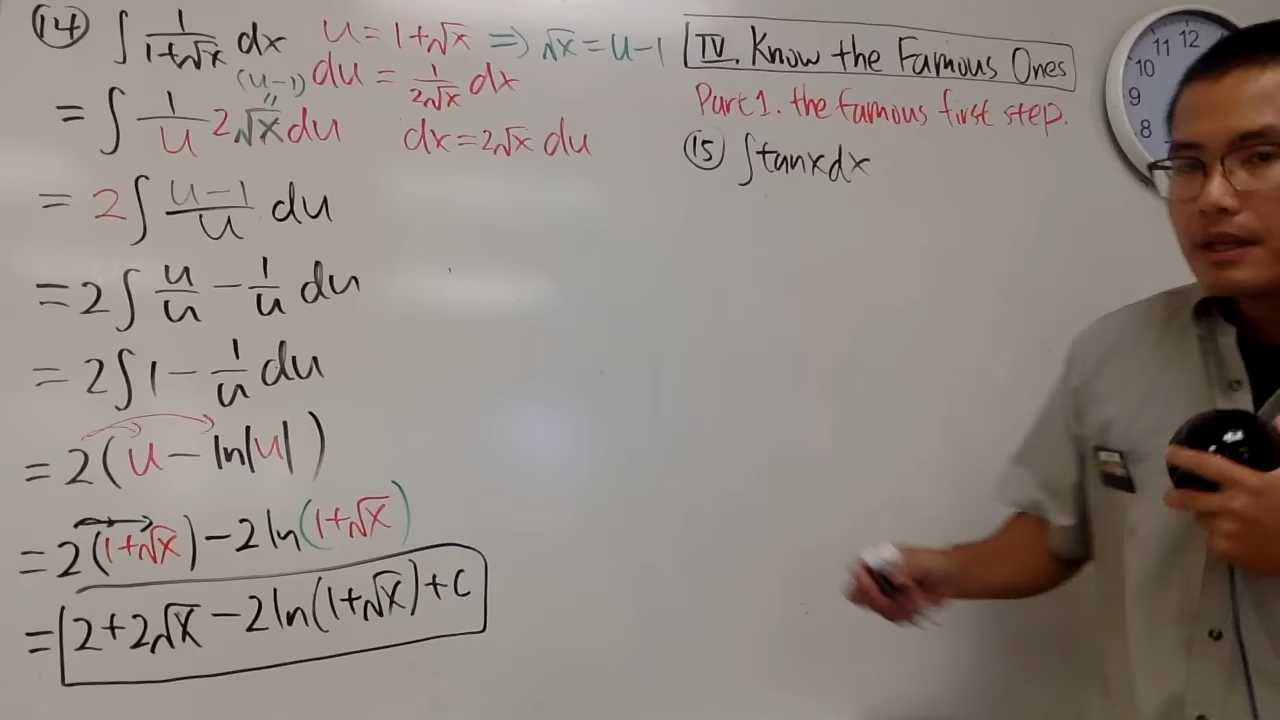 (14) ∫ 1/(1+√x) dx u = 1+√x ⇒ √x = u-1
(u-1) du = 1/(2√x) dx
= ∫ 1/u 2√x du dx = 2√x du
= 2∫ (u-1)/u du
= 2∫ u/u - 1/u du
= 2∫ 1 - 1/u du
= 2(u - ln|u|)
= 2(1+√x) - 2ln(1+√x)
= 2+2√x - 2ln(1+√x)+C
IV. Know the Famous Ones
Part 1. the famous first step.
(15) ∫tanxdx
11 12
10
9
8